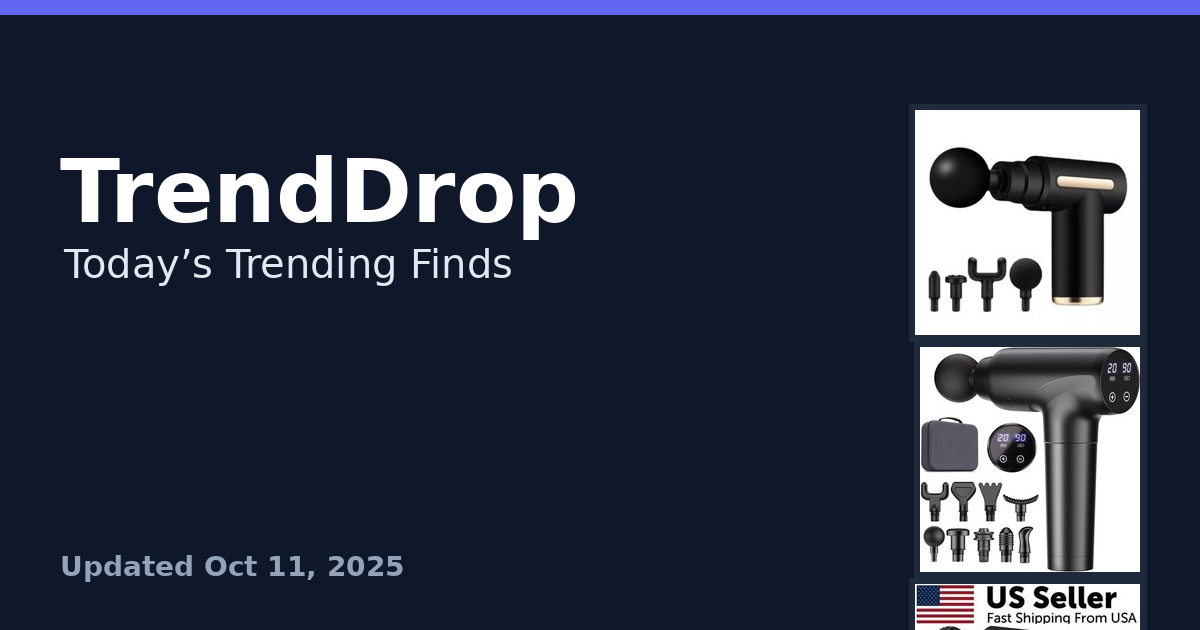 TrendDrop
Today’s Trending Finds
Updated Oct 11, 2025
20 90
20 90
US Seller
Fast Shipping From USA